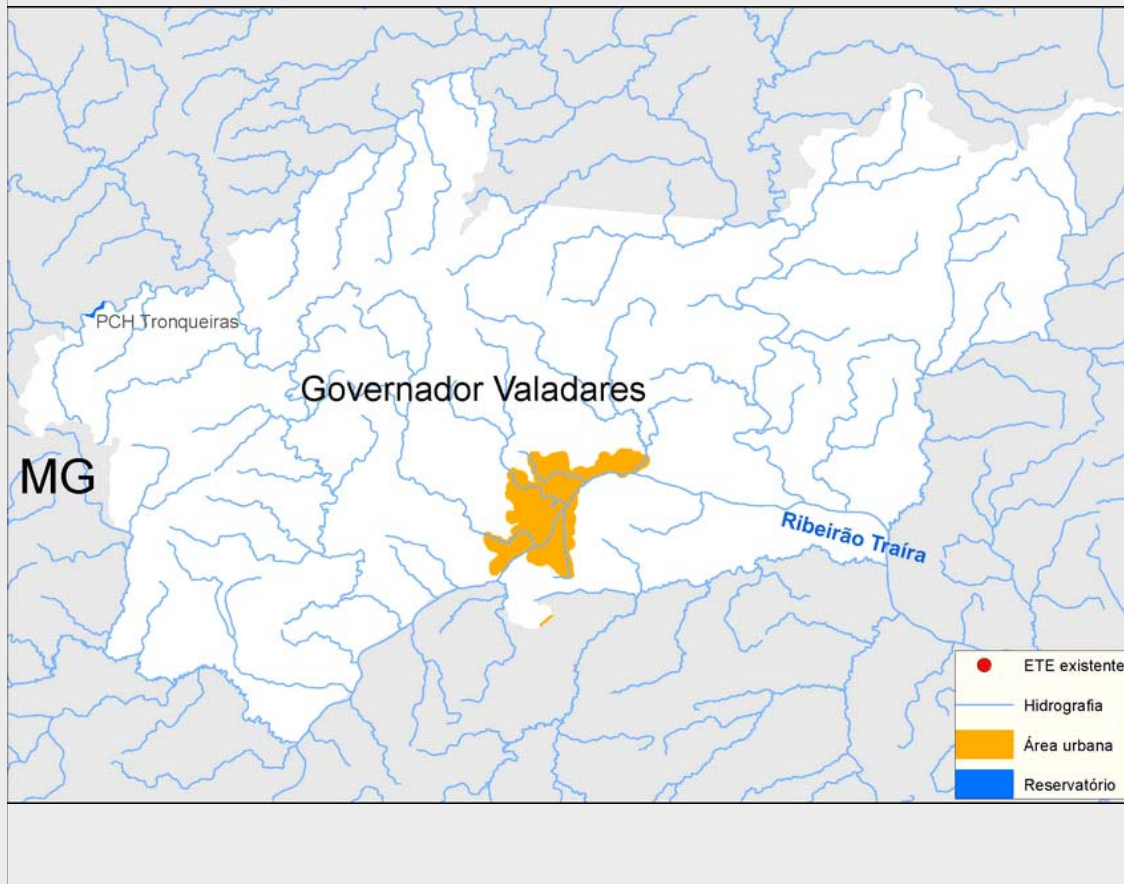 PCH Tronqueiras
Governador Valadares
MG
Ribeirão Traíra
ETE existente
Hidrografia
Área urbana
Reservatório